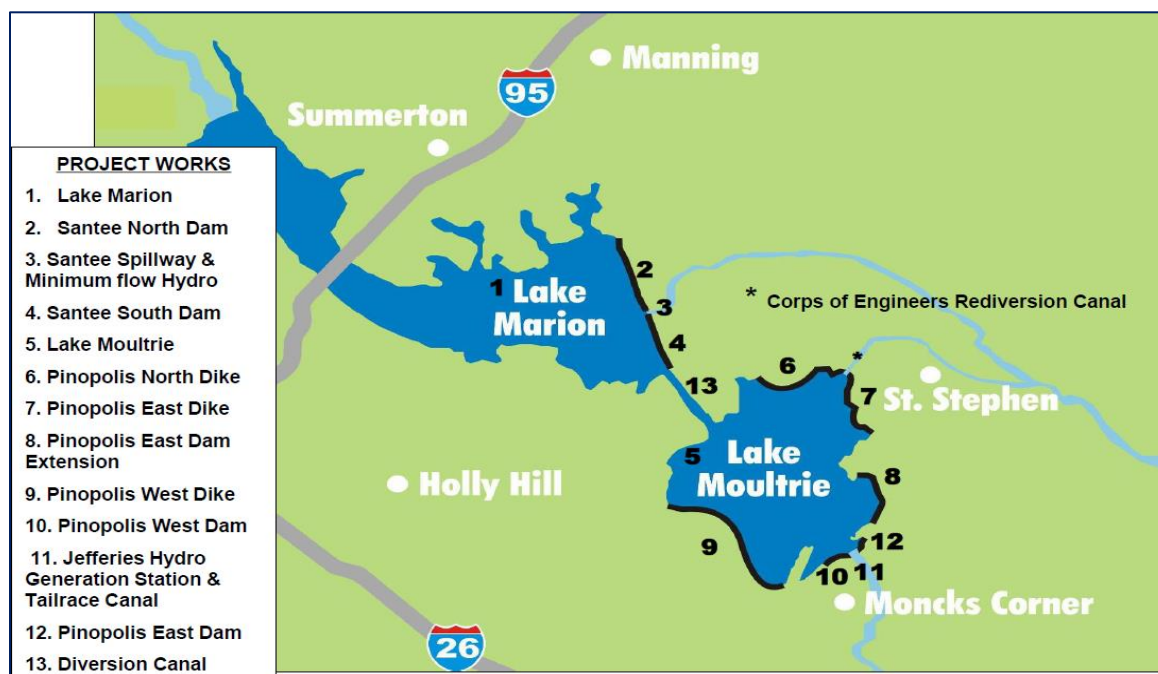 Manning
95
Summerton
PROJECT WORKS
1. Lake Marion
2. Santee North Dam
3. Santee Spillway &
Minimum flow Hydro
4. Santee South Dam
5. Lake Moultrie
6. Pinopolis North Dike
7. Pinopolis East Dike
8. Pinopolis East Dam
Extension
9. Pinopolis West Dike
10. Pinopolis West Dam
11. Jefferies Hydro
Generation Station &
Tailrace Canal
12. Pinopolis East Dam
13. Diversion Canal
2
1 Lake
Marion
3
* Corps of Engineers Rediversion Canal
4
13
6
*
7
St. Stephen
5
Lake
Moultrie
Holly Hill
8
9
12
10
11
Moncks Corner
26